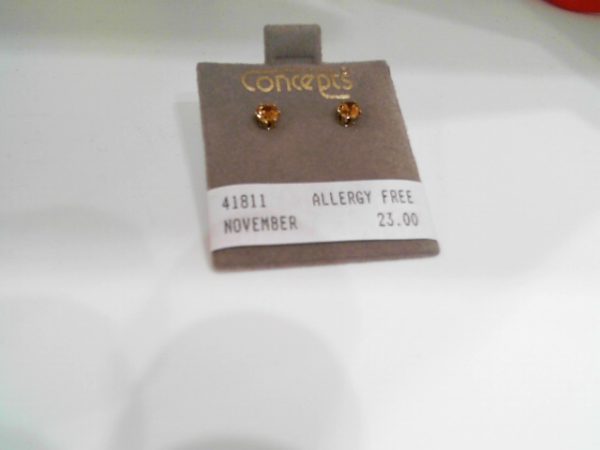 Concepts
41811 ALLERGY FREE
NOVEMBER 23.00